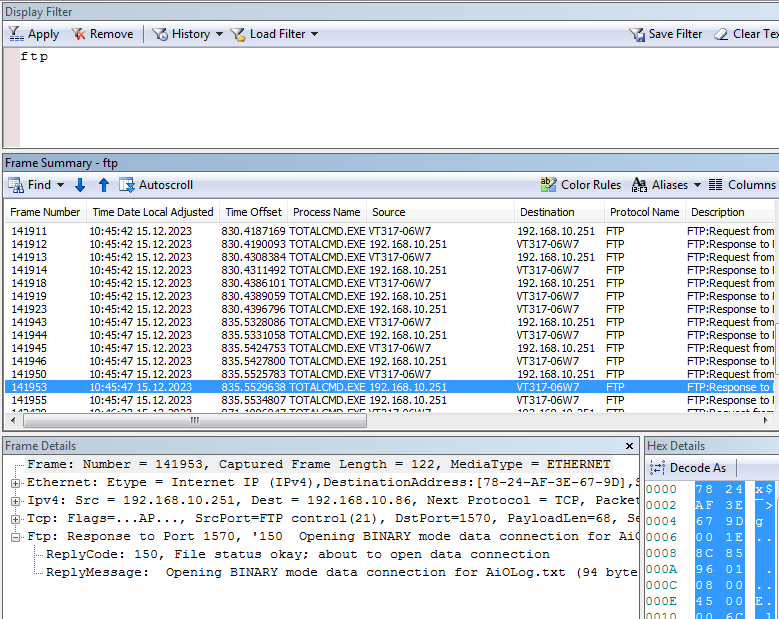 Display Filter
Apply Remove History Load Filter Save Filter Clear Tex
ftp
Frame Summary - ftp
Find Autoscroll Color Rules Aliases Columns
Frame Number Time Date Local Adjusted Time Offset Process Name Source Destination Protocol Name Description
141911 10:45:42 15.12.2023 830.4187169 TOTALCMD.EXE VT317-06W7 192.168.10.251 FTP FTP:Request from
141912 10:45:42 15.12.2023 830.4190093 TOTALCMD.EXE 192.168.10.251 VT317-06W7 FTP FTP:Response to
141913 10:45:42 15.12.2023 830.4308384 TOTALCMD.EXE VT317-06W7 192.168.10.251 FTP FTP:Request from
141914 10:45:42 15.12.2023 830.4311492 TOTALCMD.EXE 192.168.10.251 VT317-06W7 FTP FTP:Response to
141918 10:45:42 15.12.2023 830.4386101 TOTALCMD.EXE VT317-06W7 192.168.10.251 FTP FTP:Request from
141919 10:45:42 15.12.2023 830.4389059 TOTALCMD.EXE 192.168.10.251 VT317-06W7 FTP FTP:Response to
141923 10:45:42 15.12.2023 830.4396796 TOTALCMD.EXE 192.168.10.251 VT317-06W7 FTP FTP:Response to
141943 10:45:47 15.12.2023 835.5328086 TOTALCMD.EXE VT317-06W7 192.168.10.251 FTP FTP:Request from
141944 10:45:47 15.12.2023 835.5331058 TOTALCMD.EXE 192.168.10.251 VT317-06W7 FTP FTP:Response to
141945 10:45:47 15.12.2023 835.5424753 TOTALCMD.EXE VT317-06W7 192.168.10.251 FTP FTP:Request from
141946 10:45:47 15.12.2023 835.5427800 TOTALCMD.EXE 192.168.10.251 VT317-06W7 FTP FTP:Response to
141950 10:45:47 15.12.2023 835.5525783 TOTALCMD.EXE VT317-06W7 192.168.10.251 FTP FTP:Request from
141953 10:45:47 15.12.2023 835.5529638 TOTALCMD.EXE 192.168.10.251 VT317-06W7 FTP FTP:Response to
141955 10:45:47 15.12.2023 835.5534807 TOTALCMD.EXE 192.168.10.251 VT317-06W7 FTP FTP:Response to
Frame Details
Frame: Number = 141953, Captured Frame Length = 122, MediaType = ETHERNET
Ethernet: Etype = Internet IP (IPv4),DestinationAddress:[78-24-AF-3E-67-9D],S
Ipv4: Src = 192.168.10.251, Dest = 192.168.10.86, Next Protocol = TCP, Packet
Tcp: Flags=...AP..., SrcPort=FTP control(21), DstPort=1570, PayloadLen=68, Se
Ftp: Response to Port 1570, '150  Opening BINARY mode data connection for AiO
ReplyCode: 150, File status okay; about to open data connection
ReplyMessage:  Opening BINARY mode data connection for AiOLog.txt (94 byte
Hex Details
Decode As
0000 78 24 x$
0002 AF 3E ¯>
0004 67 9D g
0006 00 1E ..
0008 8C 85
000A 96 01 .
000C 08 00 ..
000E 45 00 E.
0010 00 6C .l